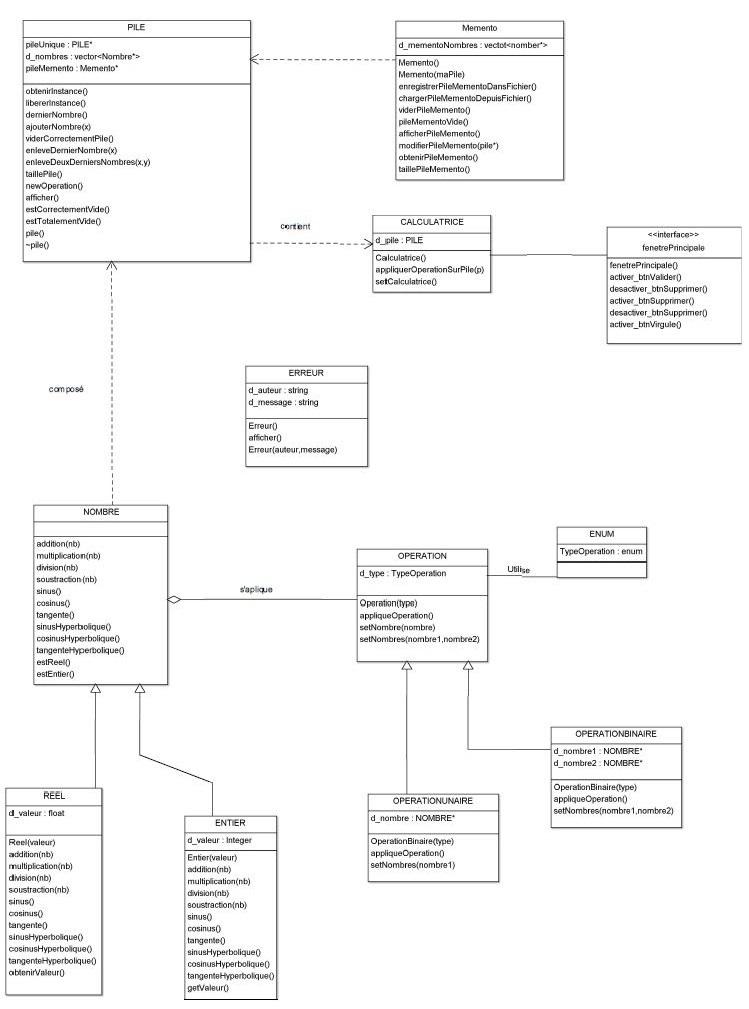 PILE
pileUnique : PILE*
d_nombres : vector<Nombre*>
pileMemento : Memento*
obtenirInstance()
libererInstance()
dernierNombre()
ajouterNombre(x)
viderCorrectementPile()
enleveDernierNombre(x)
enleveDeuxDerniersNombres(x,y)
taillePile()
newOperation()
afficher()
estCorrectementVide()
estTotalementVide()
pile()
~pile()
Memento
d_mementoNombres : vectot<nomber*>
Memento()
Memento(maPile)
enregistrerPileMementoDansFichier()
chargerPileMementoDepuisFichier()
viderPileMemento()
pileMementoVide()
afficherPileMemento()
modifierPileMemento(pile*)
obtenirPileMemento()
taillePileMemento()
contient
CALCULATRICE
d_pile : PILE
Calculatrice()
appliquerOperationSurPile(p)
setCalculatrice()
<<interface>>
fenetrePrincipale
fenetrePrincipale()
activer_btnValider()
desactiver_btnSupprimer()
activer_btnSupprimer()
desactiver_btnSupprimer()
activer_btnVirgule()
composé
ERREUR
d_auteur : string
d_message : string
Erreur()
afficher()
Erreur(auteur,message)
NOMBRE
addition(nb)
multiplication(nb)
division(nb)
soustraction(nb)
sinus()
cosinus()
tangente()
sinusHyperbolique()
cosinusHyperbolique()
tangenteHyperbolique()
estReel()
estEntier()
s'aplique
OPERATION
d_type : TypeOperation
Operation(type)
appliqueOperation()
setNombre(nombre)
setNombres(nombre1,nombre2)
Utilise
ENUM
TypeOperation : enum
OPERATIONBINAIRE
d_nombre1 : NOMBRE*
d_nombre2 : NOMBRE*
OperationBinaire(type)
appliqueOperation()
setNombres(nombre1,nombre2)
OPERATIONUNAIRE
d_nombre : NOMBRE*
OperationBinaire(type)
appliqueOperation()
setNombres(nombre1)
REEL
d_valeur : float
Reel(valeur)
addition(nb)
multiplication(nb)
division(nb)
soustraction(nb)
sinus()
cosinus()
tangente()
sinusHyperbolique()
cosinusHyperbolique()
tangenteHyperbolique()
obtenirValeur()
ENTIER
d_valeur : Integer
Entier(valeur)
addition(nb)
multiplication(nb)
division(nb)
soustraction(nb)
sinus()
cosinus()
tangente()
sinusHyperbolique()
cosinusHyperbolique()
tangenteHyperbolique()
getValeur()